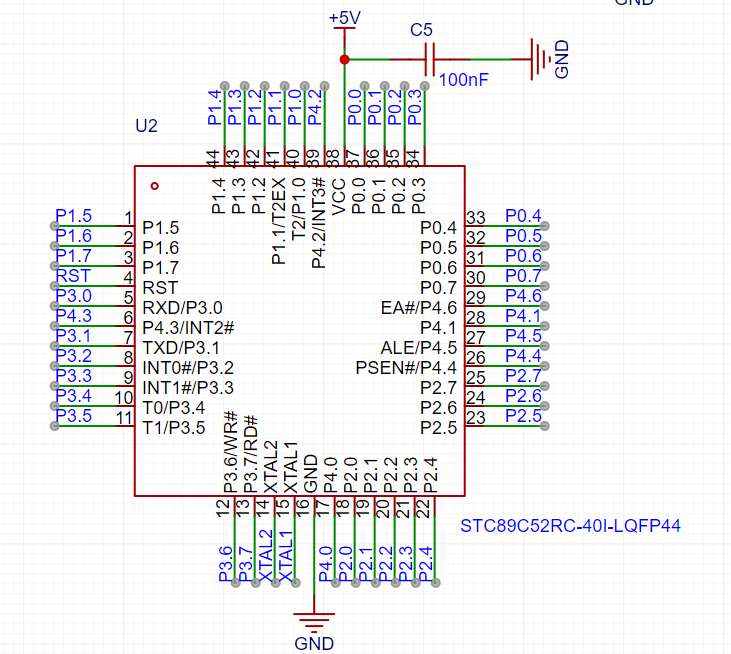 GND
+5V
C5
100nF
GND
P1.4
P1.3
P1.2
P1.1
P1.0
P4.2
P0.0
P0.1
P0.2
P0.3
U2
44
43
42
41
40
39
38
37
36
35
34
P1.4
P1.3
P1.2
P1.1/T2EX
T2/P1.0
P4.2/INT3#
VCC
P0.0
P0.1
P0.2
P0.3
P1.5 1 P1.5
P1.6 2 P1.6
P1.7 3 P1.7
RST 4 RST
P3.0 5 RXD/P3.0
P4.3 6 P4.3/INT2#
P3.1 7 TXD/P3.1
P3.2 8 INT0#/P3.2
P3.3 9 INT1#/P3.3
P3.4 10 T0/P3.4
P3.5 11 T1/P3.5
P0.4 33 P0.4
P0.5 32 P0.5
P0.6 31 P0.6
P0.7 30 P0.7
EA#/P4.6 29 P4.6
P4.1 28 P4.1
ALE/P4.5 27 P4.5
PSEN#/P4.4 26 P4.4
P2.7 25 P2.7
P2.6 24 P2.6
P2.5 23 P2.5
P3.6/WR#
P3.7/RD#
XTAL2
XTAL1
GND
P4.0
P2.0
P2.1
P2.2
P2.3
P2.4
12
13
14
15
16
17
18
19
20
21
22
STC89C52RC-40I-LQFP44
P3.6
P3.7
XTAL2
XTAL1
P4.0
P2.0
P2.1
P2.2
P2.3
P2.4
GND